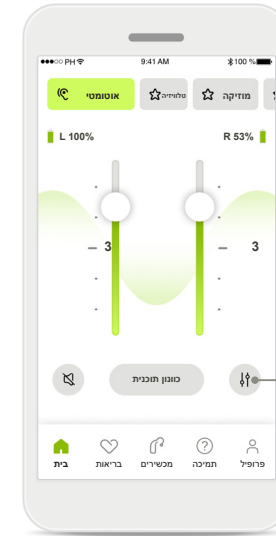 PH 9:41 AM 100 %
אוטומטי טלוויזיה מוזיקה
L 100% R 53%
3 3
כוונון תוכנית
בית בריאות מכשירים תמיכה פרופיל